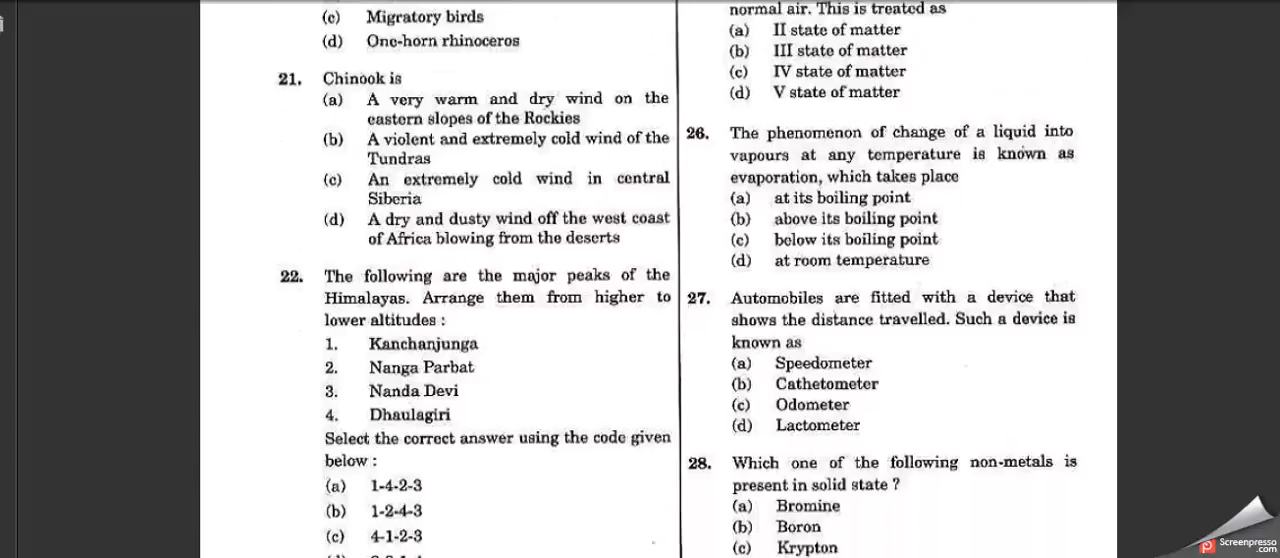 (c) Migratory birds
(d) One-horn rhinoceros
21. Chinook is
(a) A very warm and dry wind on the
eastern slopes of the Rockies
(b) A violent and extremely cold wind of the
Tundras
(c) An extremely cold wind in central
Siberia
(d) A dry and dusty wind off the west coast
of Africa blowing from the deserts
22. The following are the major peaks of the
Himalayas. Arrange them from higher to
lower altitudes :
1. Kanchanjunga
2. Nanga Parbat
3. Nanda Devi
4. Dhaulagiri
Select the correct answer using the code given
below :
(a) 1-4-2-3
(b) 1-2-4-3
(c) 4-1-2-3
normal air. This is treated as
(a) II state of matter
(b) III state of matter
(c) IV state of matter
(d) V state of matter
26. The phenomenon of change of a liquid into
vapours at any temperature is known as
evaporation, which takes place
(a) at its boiling point
(b) above its boiling point
(c) below its boiling point
(d) at room temperature
27. Automobiles are fitted with a device that
shows the distance travelled. Such a device is
known as
(a) Speedometer
(b) Cathetometer
(c) Odometer
(d) Lactometer
28. Which one of the following non-metals is
present in solid state ?
(a) Bromine
(b) Boron
(c) Krypton
Screenpresso
.com